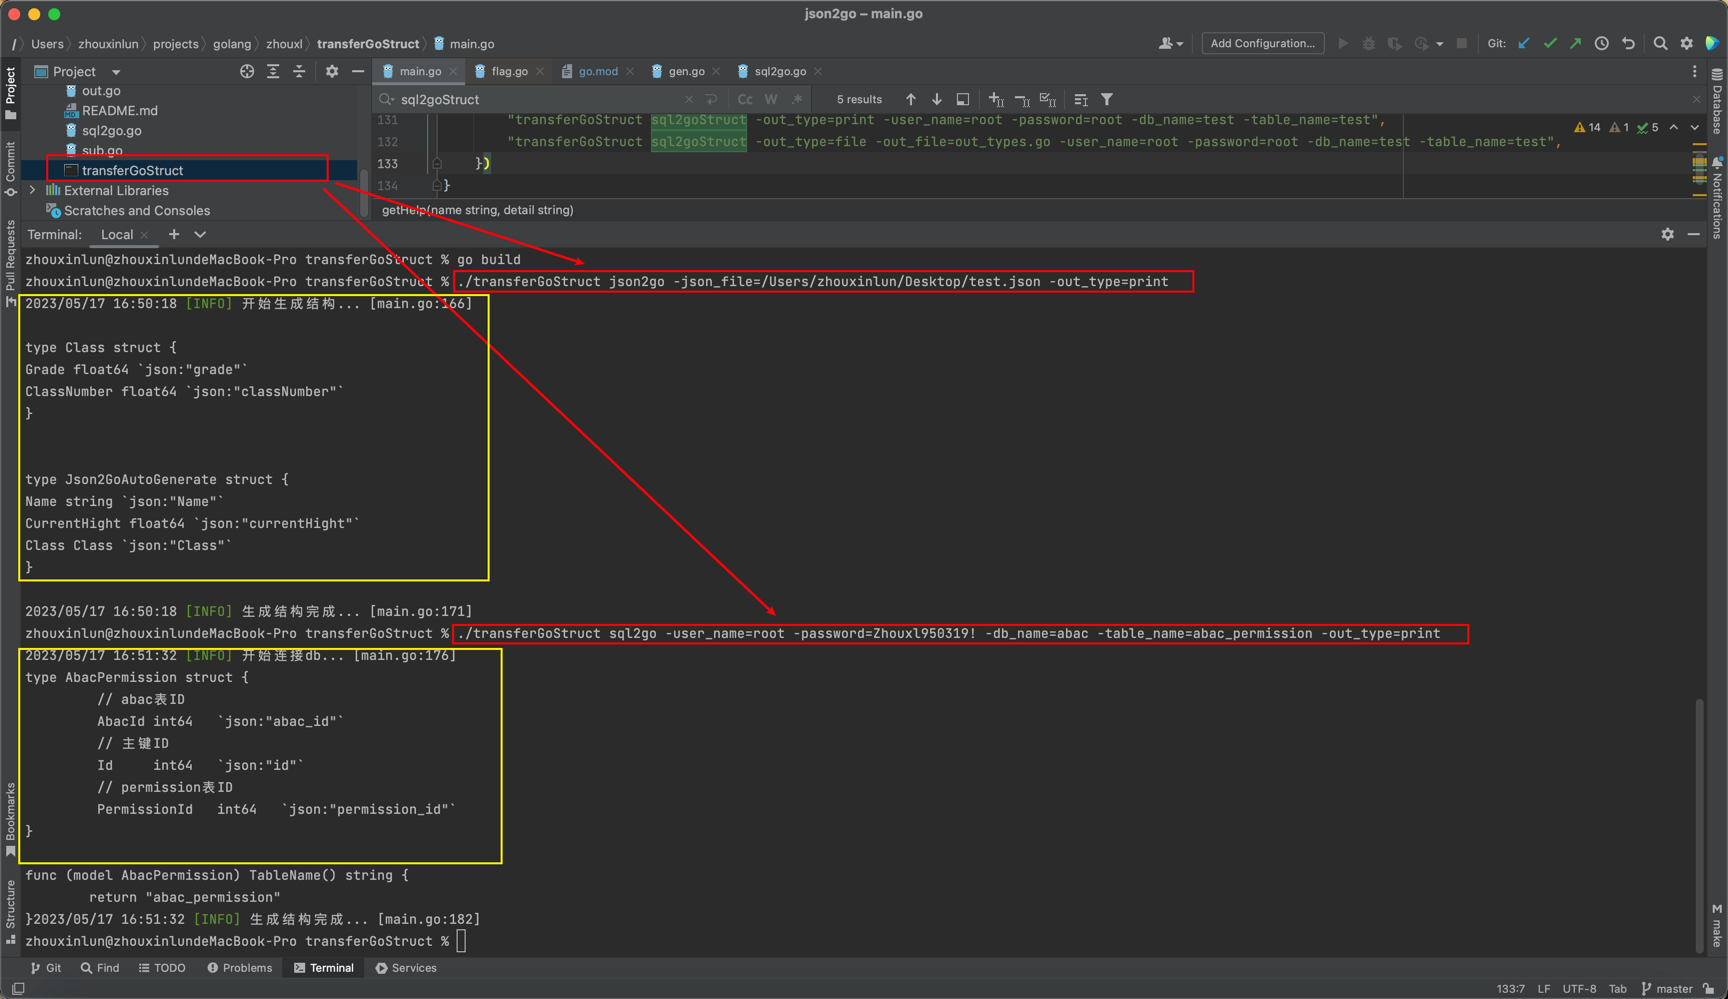 json2go – main.go
/ Users zhouxinlun projects golang zhouxl transferGoStruct main.go
Add Configuration...
Git:
Project
main.go
flag.go
go.mod
gen.go
sql2go.go
out.go
README.md
sql2go.go
sub.go
transferGoStruct
External Libraries
Scratches and Consoles
sql2goStruct
Cc W .*
5 results
131 "transferGoStruct sql2goStruct -out_type=print -user_name=root -password=root -db_name=test -table_name=test",
132 "transferGoStruct sql2goStruct -out_type=file -out_file=out_types.go -user_name=root -password=root -db_name=test -table_name=test",
133 })
134 }
14 1 5
getHelp(name string, detail string)
Project
Commit
Pull Requests
Bookmarks
Structure
Database
Notifications
make
Terminal: Local
zhouxinlun@zhouxinlundeMacBook-Pro transferGoStruct % go build
zhouxinlun@zhouxinlundeMacBook-Pro transferGoStruct % ./transferGoStruct json2go -json_file=/Users/zhouxinlun/Desktop/test.json -out_type=print
2023/05/17 16:50:18 [INFO] 开始生成结构... [main.go:166]
type Class struct {
Grade float64 `json:"grade"`
ClassNumber float64 `json:"classNumber"`
}
type Json2GoAutoGenerate struct {
Name string `json:"Name"`
CurrentHight float64 `json:"currentHight"`
Class Class `json:"Class"`
}
2023/05/17 16:50:18 [INFO] 生成结构完成... [main.go:171]
zhouxinlun@zhouxinlundeMacBook-Pro transferGoStruct % ./transferGoStruct sql2go -user_name=root -password=Zhouxl950319! -db_name=abac -table_name=abac_permission -out_type=print
2023/05/17 16:51:32 [INFO] 开始连接db... [main.go:176]
type AbacPermission struct {
// abac表ID
AbacId int64 `json:"abac_id"`
// 主键ID
Id int64 `json:"id"`
// permission表ID
PermissionId int64 `json:"permission_id"`
}
func (model AbacPermission) TableName() string {
return "abac_permission"
}2023/05/17 16:51:32 [INFO] 生成结构完成... [main.go:182]
zhouxinlun@zhouxinlundeMacBook-Pro transferGoStruct %
Git Find TODO Problems Terminal Services
133:7 LF UTF-8 Tab master